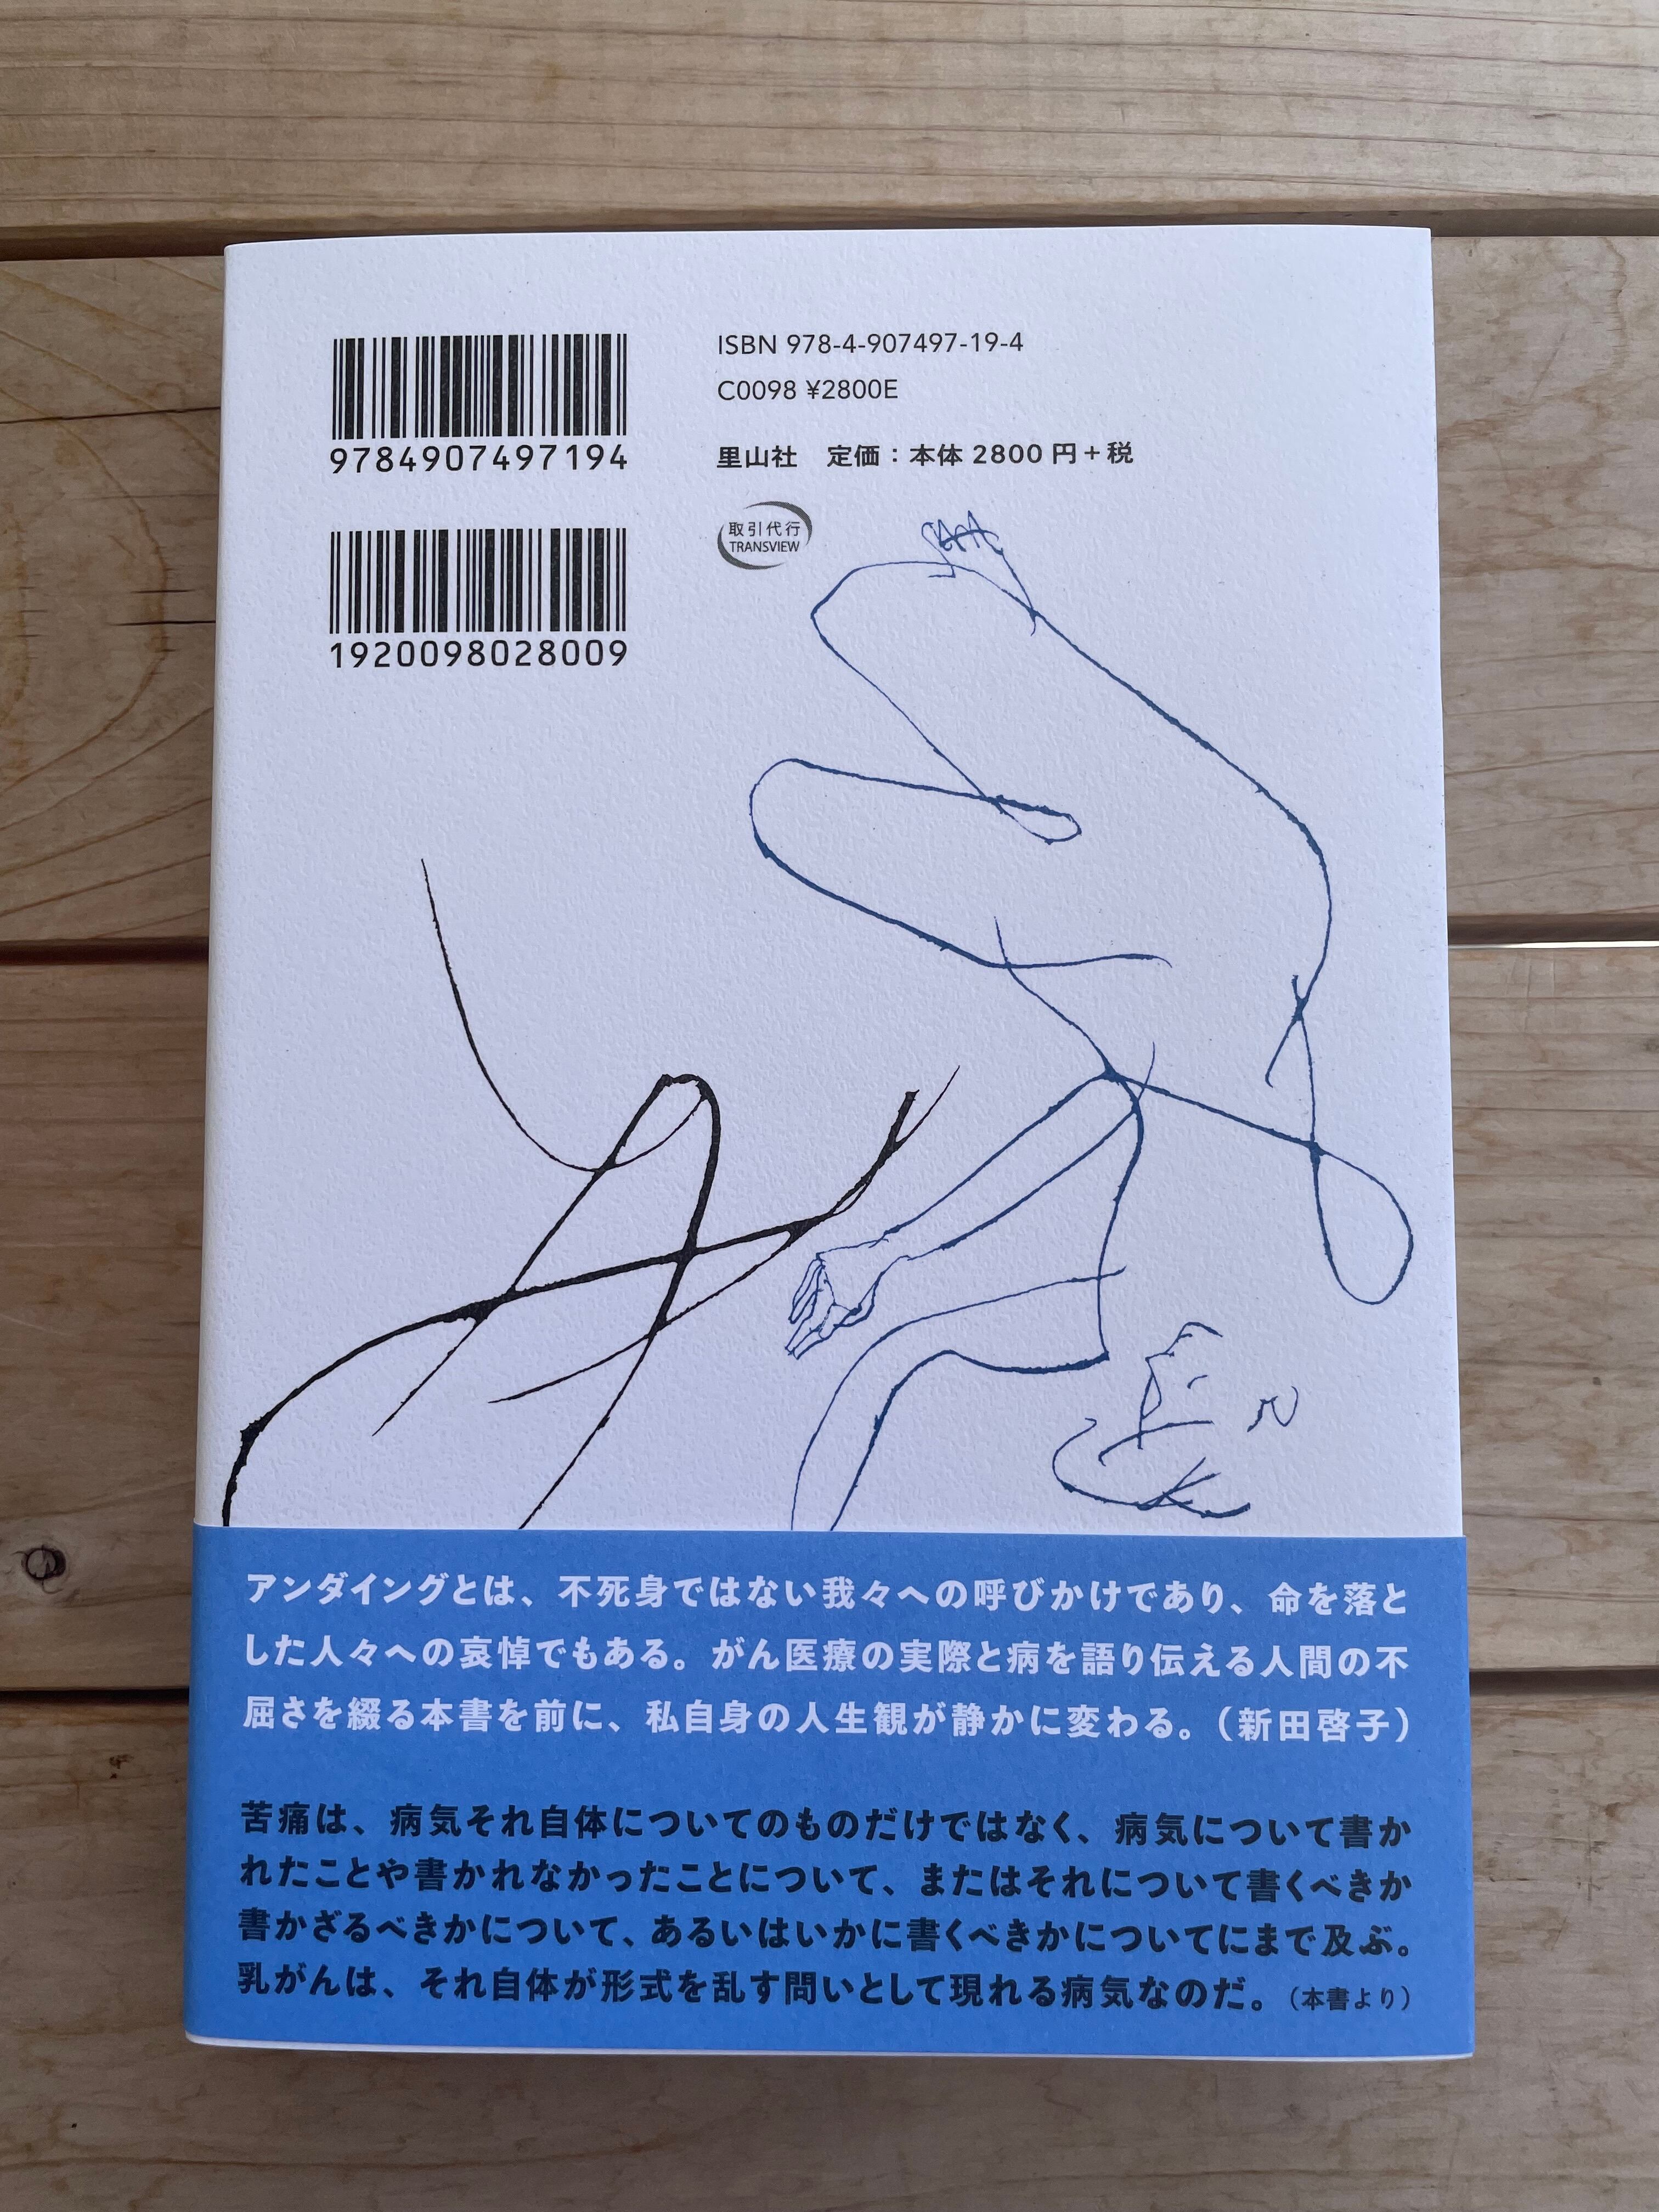 9784907497194
1920098028009
ISBN 978-4-907497-19-4
C0098 ¥2800E
里山社　定価：本体 2800 円＋税
取引代行
TRANSVIEW
アンダイングとは、不死身ではない我々への呼びかけであり、命を落と
した人々への哀悼でもある。がん医療の実際と病を語り伝える人間の不
屈さを綴る本書を前に、私自身の人生観が静かに変わる。（新田啓子）
苦痛は、病気それ自体についてのものだけではなく、病気について書か
れたことや書かれなかったことについて、またはそれについて書くべきか
書かざるべきかについて、あるいはいかに書くべきかについてにまで及ぶ。
乳がんは、それ自体が形式を乱す問いとして現れる病気なのだ。（本書より）